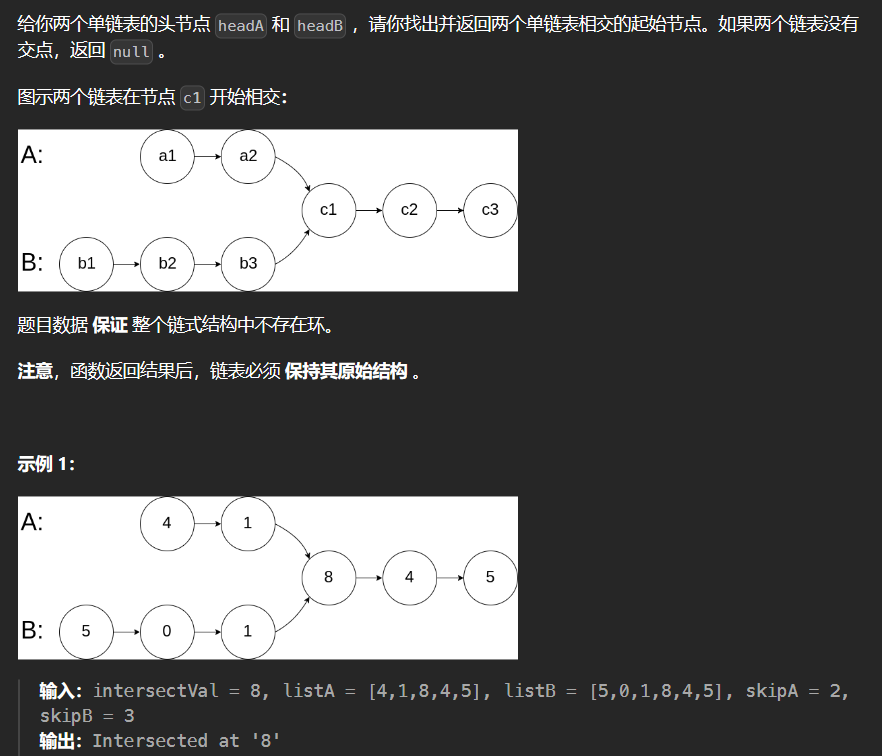 给你两个单链表的头节点 headA 和 headB ，请你找出并返回两个单链表相交的起始节点。如果两个链表没有
交点，返回 null 。
图示两个链表在节点 c1 开始相交：
A: a1 a2
c1 c2 c3
B: b1 b2 b3
题目数据 保证 整个链式结构中不存在环。
注意，函数返回结果后，链表必须 保持其原始结构 。
示例 1：
A: 4 1
8 4 5
B: 5 0 1
输入：intersectVal = 8, listA = [4,1,8,4,5], listB = [5,0,1,8,4,5], skipA = 2,
skipB = 3
输出：Intersected at '8'